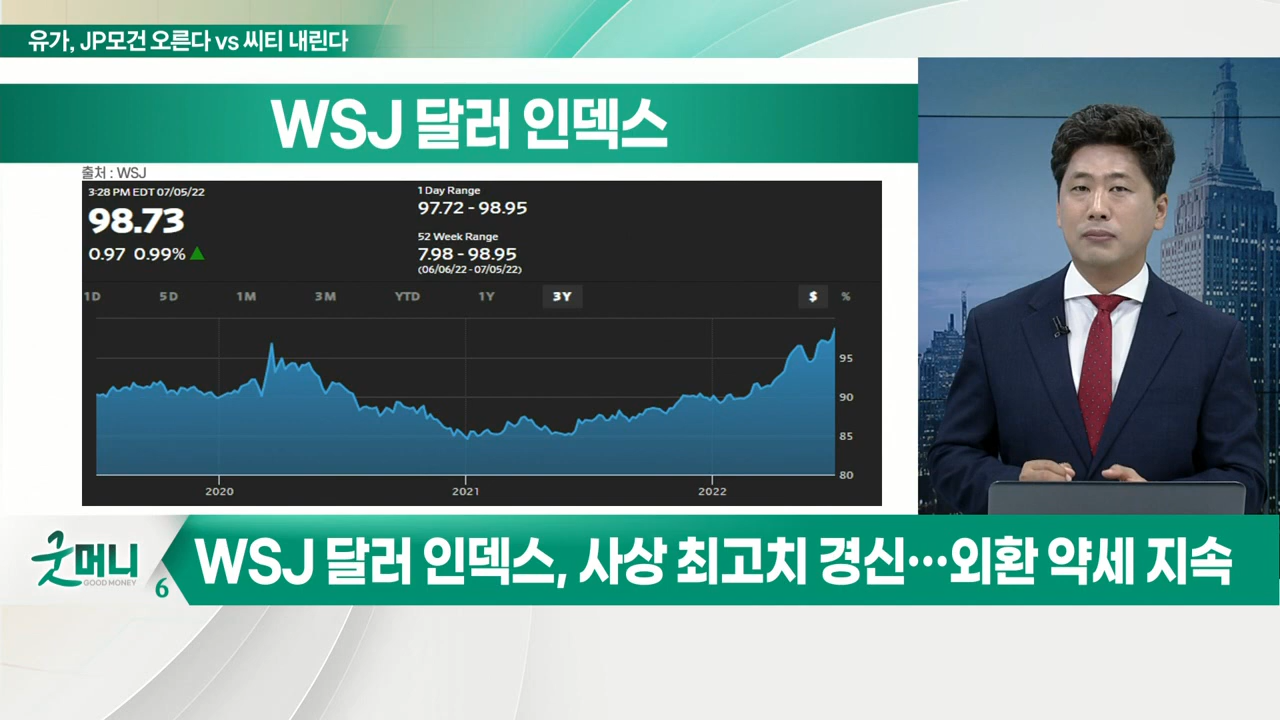 유가, JP모건 오른다 vs 씨티 내린다
WSJ 달러 인덱스
출처 : WSJ
3:28 PM EDT 07/05/22
98.73
0.97 0.99%
1 Day Range
97.72 - 98.95
52 Week Range
7.98 - 98.95
(06/06/22 - 07/05/22)
1D 5D 1M 3M YTD 1Y 3Y $ %
95
90
85
80
2020 2021 2022
굿머니
GOOD MONEY
6
WSJ 달러 인덱스, 사상 최고치 경신…외환 약세 지속